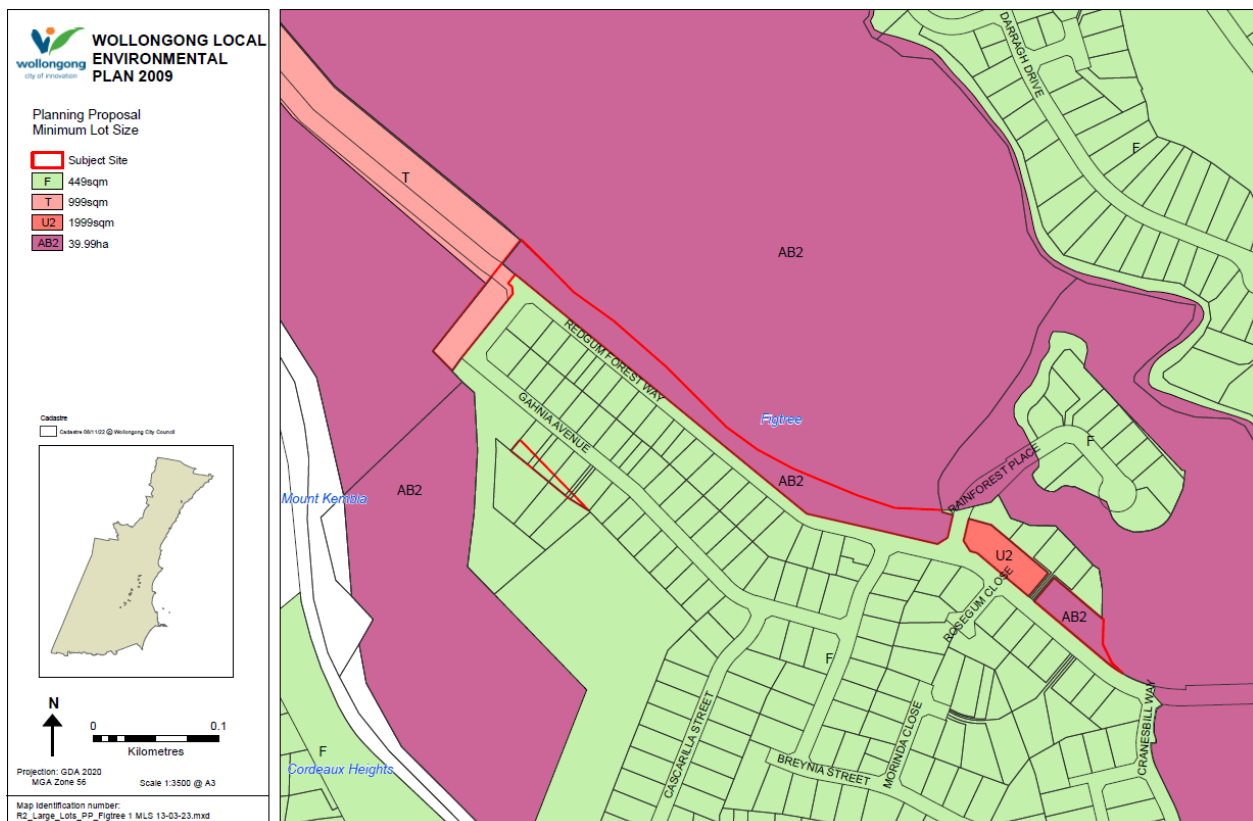 wollongong
city of innovation
WOLLONGONG LOCAL
ENVIRONMENTAL
PLAN 2009
Planning Proposal
Minimum Lot Size
Subject Site
F 449sqm
T 999sqm
U2 1999sqm
AB2 39.99ha
Cadastre
Cadastre 08/11/22 @ Wollongong City Council
N
0 0.1
Kilometres
Projection: GDA 2020
MGA Zone 56
Scale 1:3500 @ A3
Map Identification number:
R2_Large_Lots_PP_Figtree 1 MLS 13-03-23.mxd
DARRAGH DRIVE
F
T
AB2
REDGUM FOREST WAY
GAHNIA AVENUE
Figtree
AB2
RAINFOREST PLACE
F
Mount Kembla
AB2
U2
ROSEGUM CLOSE
AB2
F
CASCARILLA STREET
MORINDA CLOSE
BREYNIA STREET
CRANESBILL WAY
F
Cordeaux Heights